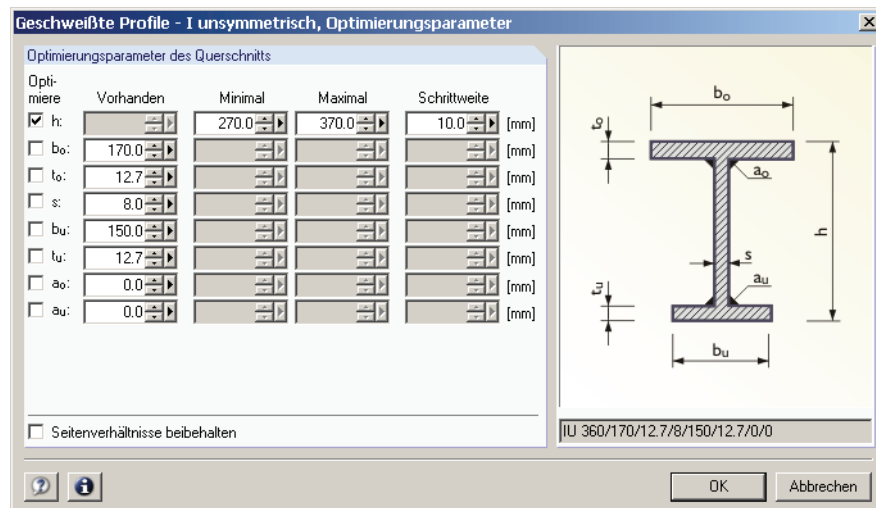 Geschweißte Profile - I unsymmetrisch, Optimierungsparameter
Optimierungsparameter des Querschnitts
Opti-
miere Vorhanden Minimal Maximal Schrittweite
h: 270.0 370.0 10.0 [mm]
bo: 170.0 [mm]
to: 12.7 [mm]
s: 8.0 [mm]
bu: 150.0 [mm]
tu: 12.7 [mm]
ao: 0.0 [mm]
au: 0.0 [mm]
Seitenverhältnisse beibehalten
bo
to
ao
h
s
au
tu
bu
IU 360/170/12.7/8/150/12.7/0/0
OK Abbrechen